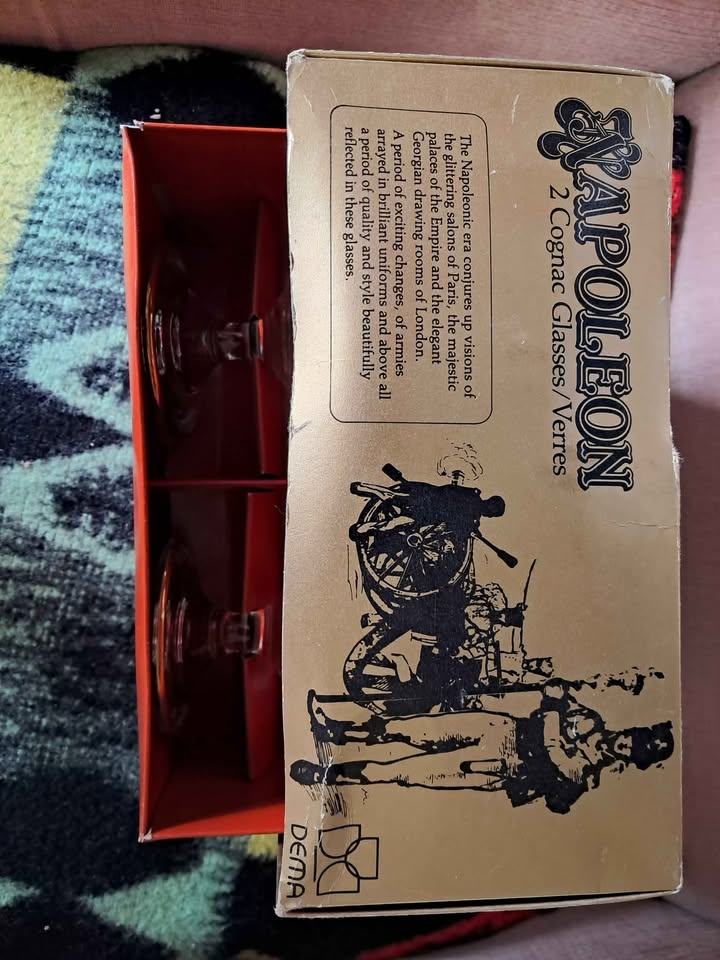 NAPOLEON
2 Cognac Glasses/Verres
The Napoleonic era conjures up visions of
the glittering salons of Paris, the majestic
palaces of the Empire and the elegant
Georgian drawing rooms of London.
A period of exciting changes, of armies
arrayed in brilliant uniforms and above all
a period of quality and style beautifully
reflected in these glasses.
DEMA